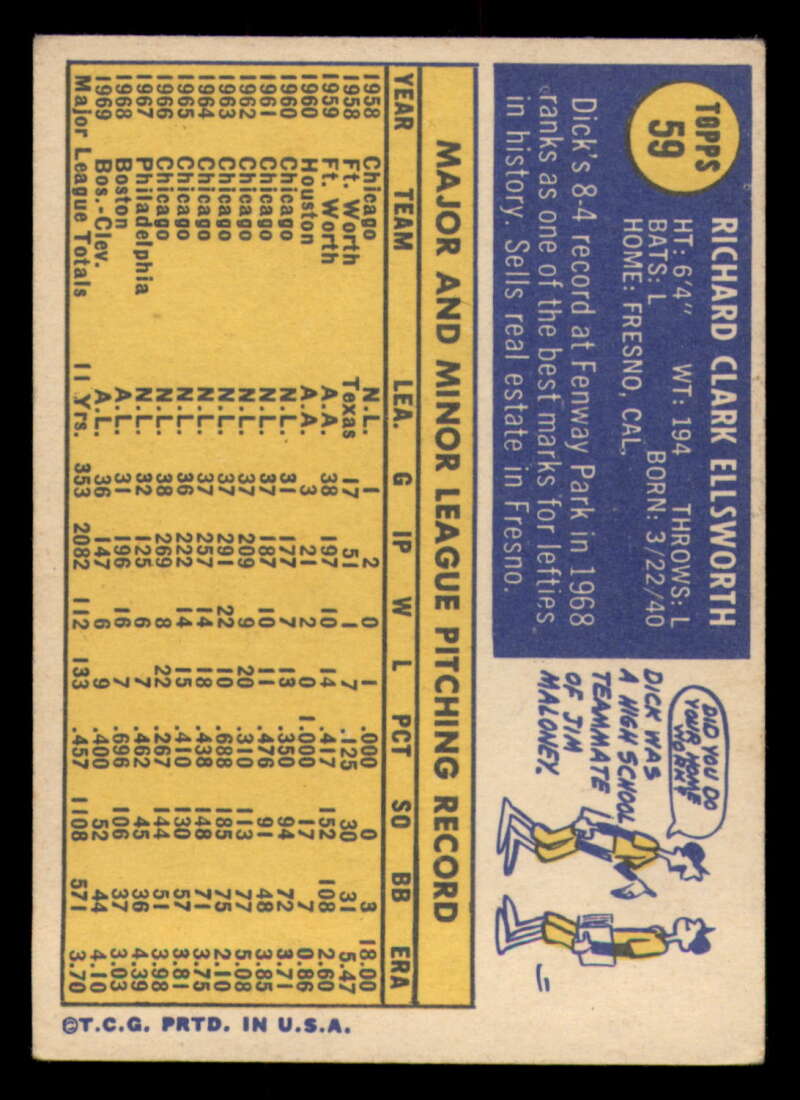 TOPPS
59
RICHARD CLARK ELLSWORTH
HT: 6'4" WT: 194 THROWS: L
BATS: L BORN: 3/22/40
HOME: FRESNO, CAL.
Dick's 8-4 record at Fenway Park in 1968
ranks as one of the best marks for lefties
in history. Sells real estate in Fresno.
DID YOU DO
YOUR HOME
WORK?
DICK WAS
A HIGH SCHOOL
TEAMMATE
OF JIM
MALONEY.
MAJOR AND MINOR LEAGUE PITCHING RECORD
YEAR TEAM LEA. G IP W L PCT SO BB ERA
1958 Chicago N.L. 1 2 0 1 .000 0 3 18.00
1958 Ft. Worth Texas 17 51 1 7 .125 30 31 5.47
1959 Ft. Worth A.A. 38 197 10 14 .417 152 108 2.60
1960 Houston A.A. 3 21 2 0 1.000 17 7 0.86
1960 Chicago N.L. 31 177 7 13 .350 94 72 3.71
1961 Chicago N.L. 37 187 10 11 .476 91 48 3.85
1962 Chicago N.L. 37 209 9 20 .310 113 77 5.08
1963 Chicago N.L. 37 291 22 10 .688 185 75 2.10
1964 Chicago N.L. 37 257 14 18 .438 148 71 3.75
1965 Chicago N.L. 36 222 14 15 .410 130 57 3.81
1966 Chicago N.L. 38 269 8 22 .267 144 51 3.98
1967 Philadelphia N.L. 32 125 6 7 .462 45 36 4.39
1968 Boston A.L. 31 196 16 7 .696 106 37 3.03
1969 Bos.-Clev. A.L. 36 147 6 9 .400 52 44 4.10
Major League Totals 11 Yrs. 353 2082 112 133 .457 1108 571 3.70
©T.C.G. PRTD. IN U.S.A.